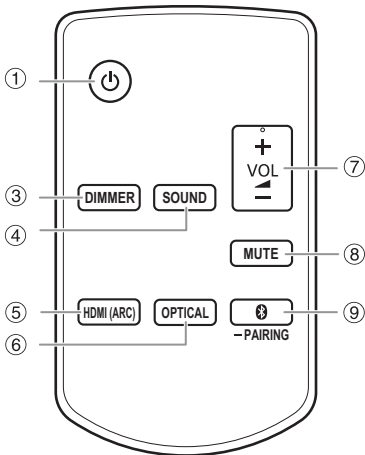 ①
+
VOL
−
⑦
③
DIMMER
SOUND
④
MUTE
⑧
⑤
HDMI (ARC)
OPTICAL
⑨
⑥
−PAIRING